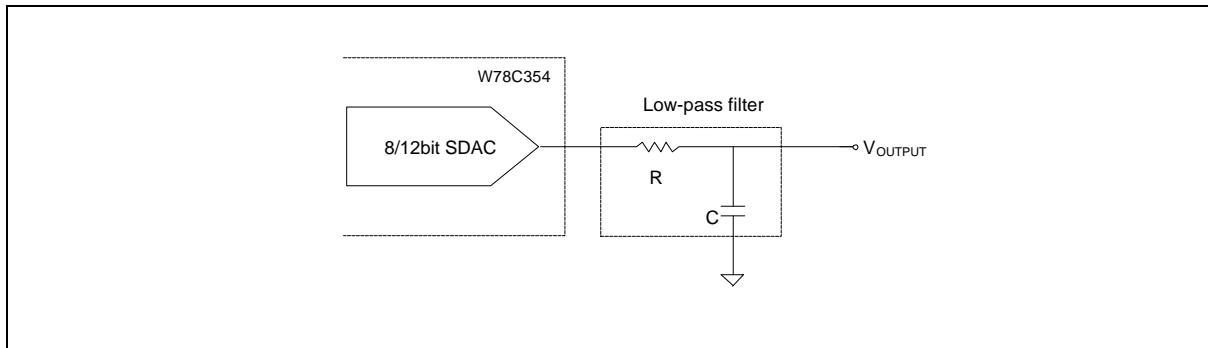 W78C354
Low-pass filter
8/12bit SDAC
VOUTPUT
R
C